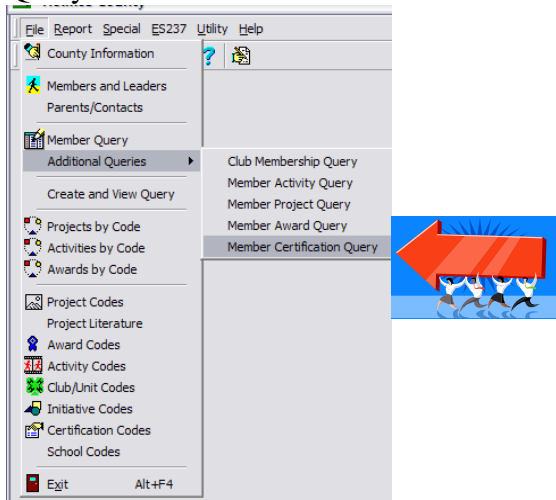 File Report Special ES237 Utility Help
County Information
Members and Leaders
Parents/Contacts
Member Query
Additional Queries
Club Membership Query
Member Activity Query
Member Project Query
Member Award Query
Member Certification Query
Create and View Query
Projects by Code
Activities by Code
Awards by Code
Project Codes
Project Literature
Award Codes
Activity Codes
Club/Unit Codes
Initiative Codes
Certification Codes
School Codes
Exit Alt+F4